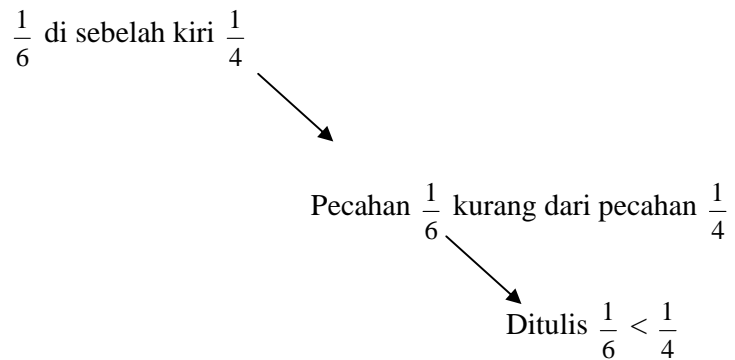 1/6 di sebelah kiri 1/4
Pecahan 1/6 kurang dari pecahan 1/4
Ditulis 1/6 < 1/4